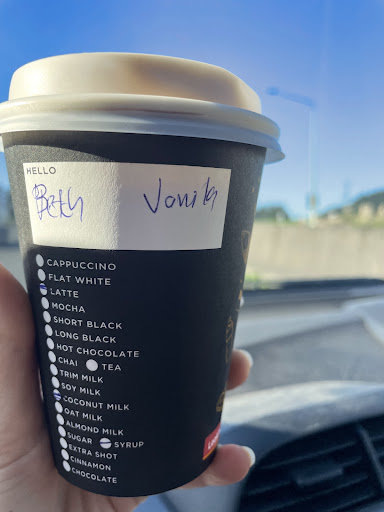 HELLO
Beth Vanilla
CAPPUCCINO
FLAT WHITE
LATTE
MOCHA
SHORT BLACK
LONG BLACK
HOT CHOCOLATE
CHAI TEA
TRIM MILK
SOY MILK
COCONUT MILK
OAT MILK
ALMOND MILK
SUGAR SYRUP
EXTRA SHOT
CINNAMON
CHOCOLATE